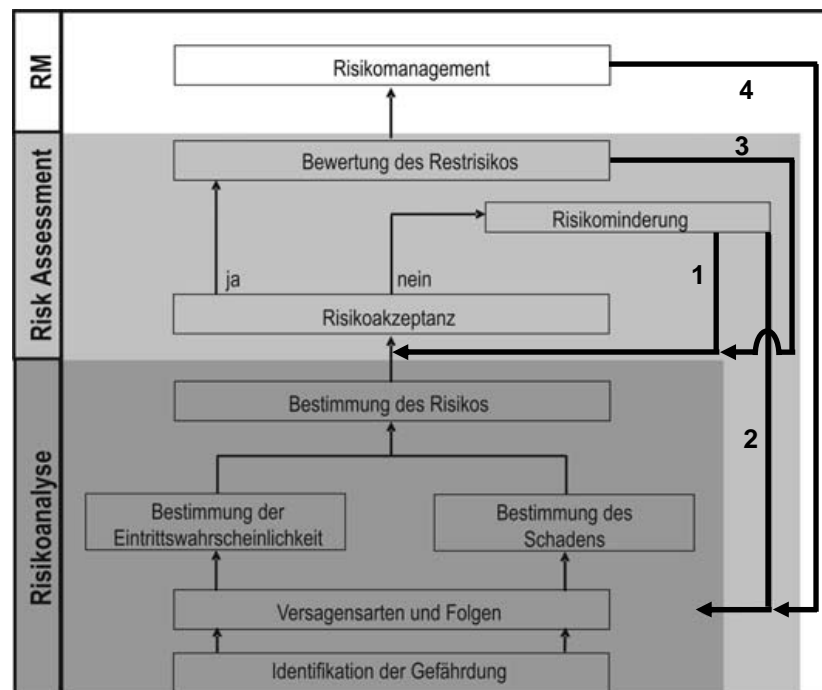 RM
Risikomanagement
4
Risk Assessment
Bewertung des Restrisikos
3
Risikominderung
1
ja
nein
Risikoakzeptanz
Risikoanalyse
Bestimmung des Risikos
2
Bestimmung der
Eintrittswahrscheinlichkeit
Bestimmung des
Schadens
Versagensarten und Folgen
Identifikation der Gefährdung